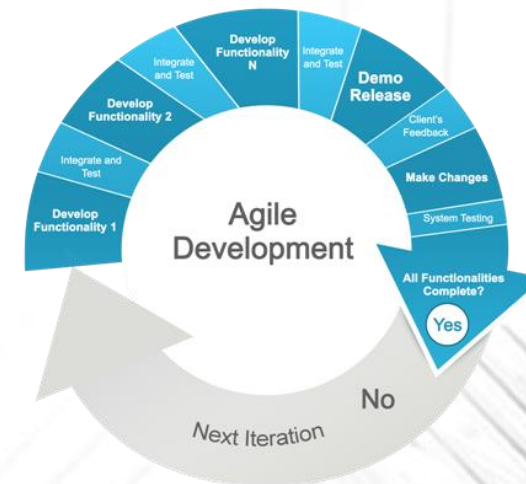 Develop
Functionality 1
Integrate and
Test
Develop
Functionality 2
Integrate
and Test
Develop
Functionality
N
Integrate
and Test
Demo
Release
Client's
Feedback
Make Changes
System Testing
All Functionalities
Complete?
Yes
No
Next Iteration
Agile
Development